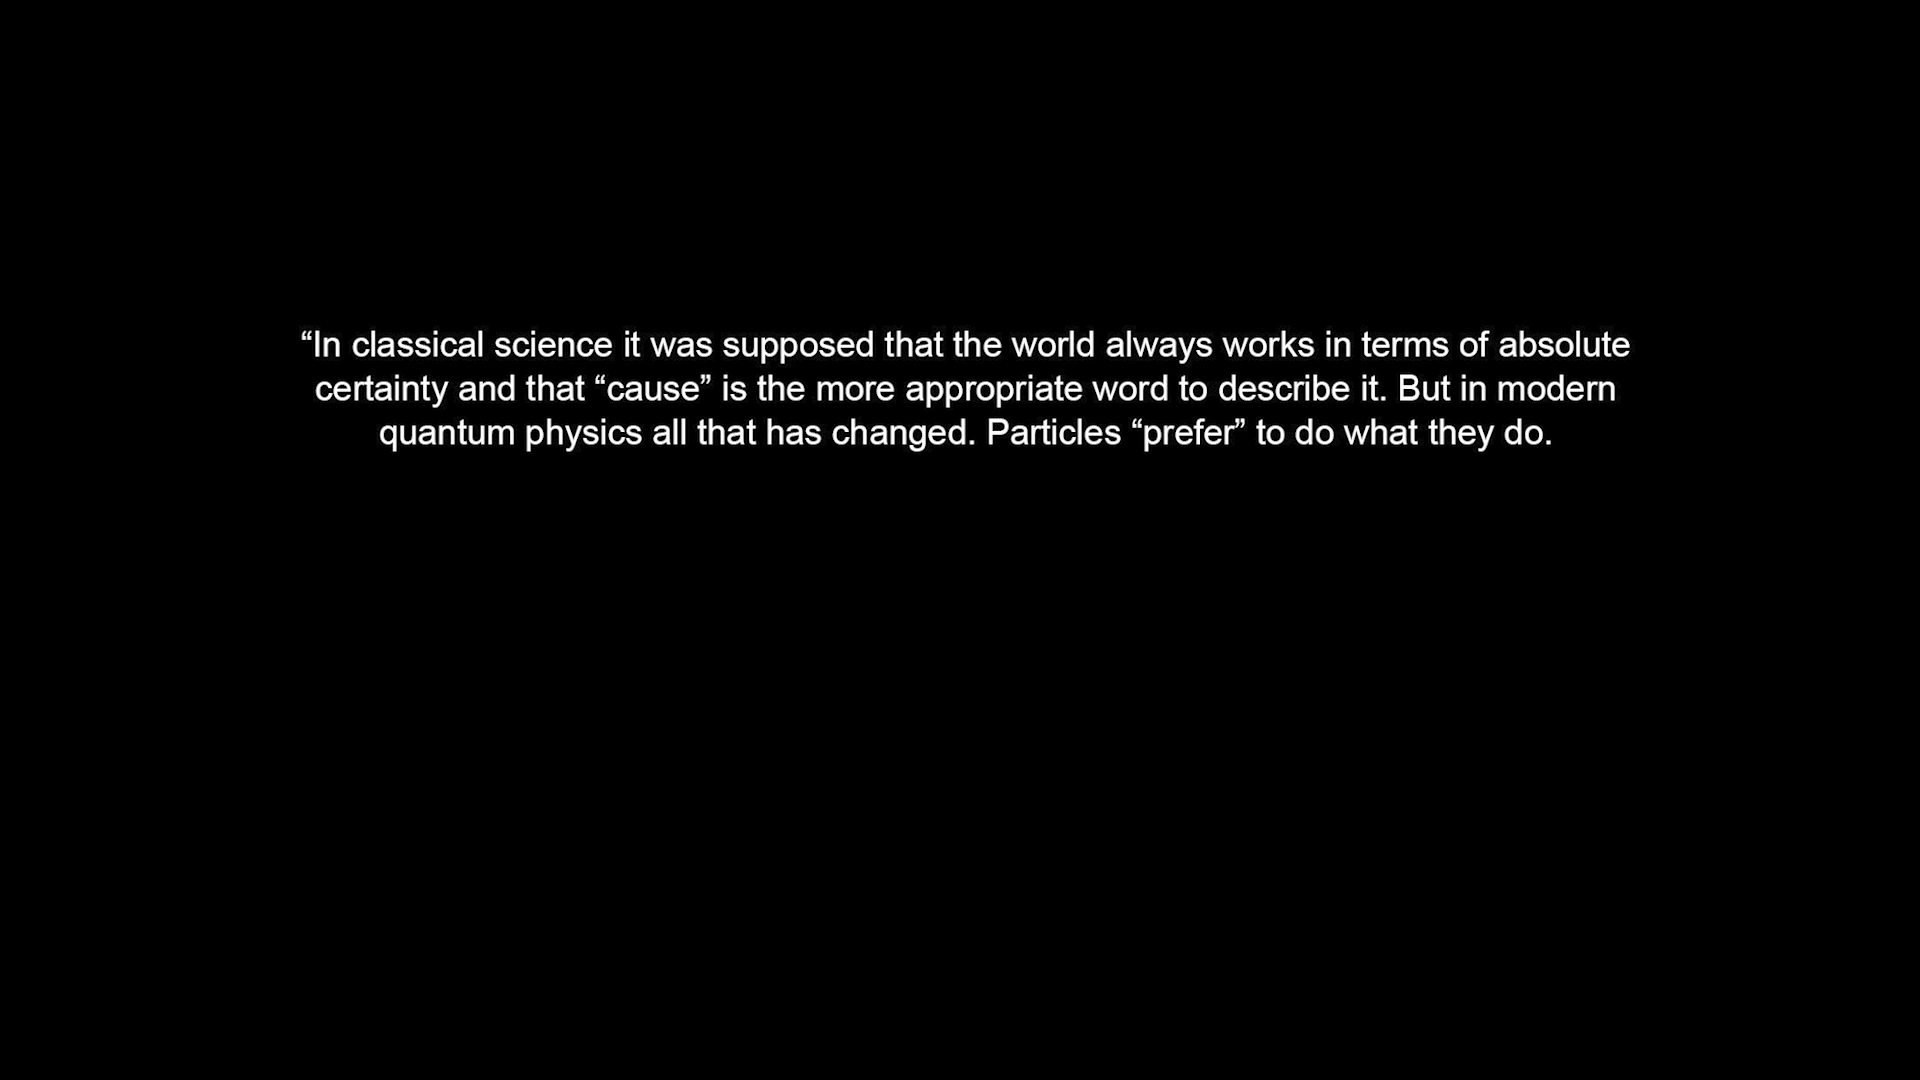 “In classical science it was supposed that the world always works in terms of absolute
certainty and that “cause” is the more appropriate word to describe it. But in modern
quantum physics all that has changed. Particles “prefer” to do what they do.